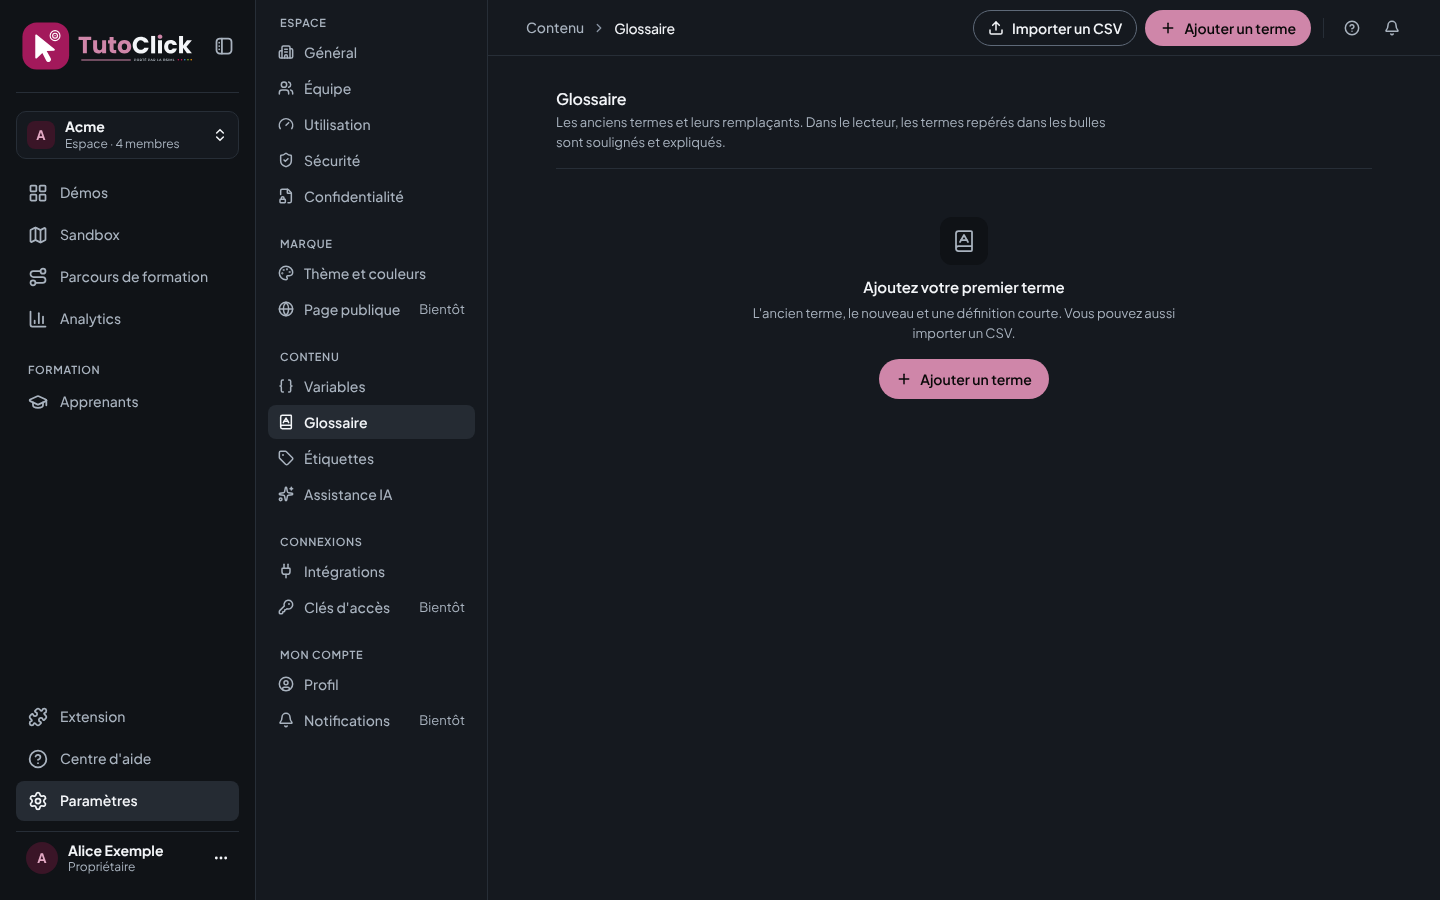 TutoClick
Acme
A
Espace · 4 membres
Démos
Sandbox
Parcours de formation
Analytics
FORMATION
Apprenants
Extension
Centre d'aide
Paramètres
A
Alice Exemple
Propriétaire
ESPACE
Général
Équipe
Utilisation
Sécurité
Confidentialité
MARQUE
Thème et couleurs
Page publique Bientôt
CONTENU
Variables
Glossaire
Étiquettes
Assistance IA
CONNEXIONS
Intégrations
Clés d'accès Bientôt
MON COMPTE
Profil
Notifications Bientôt
Contenu > Glossaire
Importer un CSV
Ajouter un terme
Glossaire
Les anciens termes et leurs remplaçants. Dans le lecteur, les termes repérés dans les bulles
sont soulignés et expliqués.
Ajoutez votre premier terme
L'ancien terme, le nouveau et une définition courte. Vous pouvez aussi
importer un CSV.
Ajouter un terme